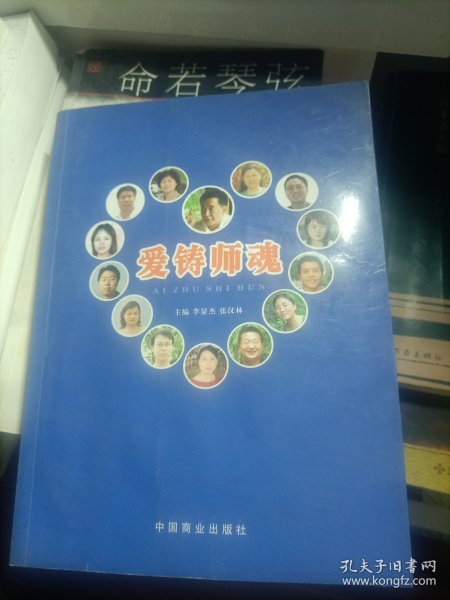 命若琴弦
爱铸师魂
AI ZHU SHI HUN
主编 李显杰 张汉林
中国商业出版社
孔夫子旧书网
www.kongfz.com